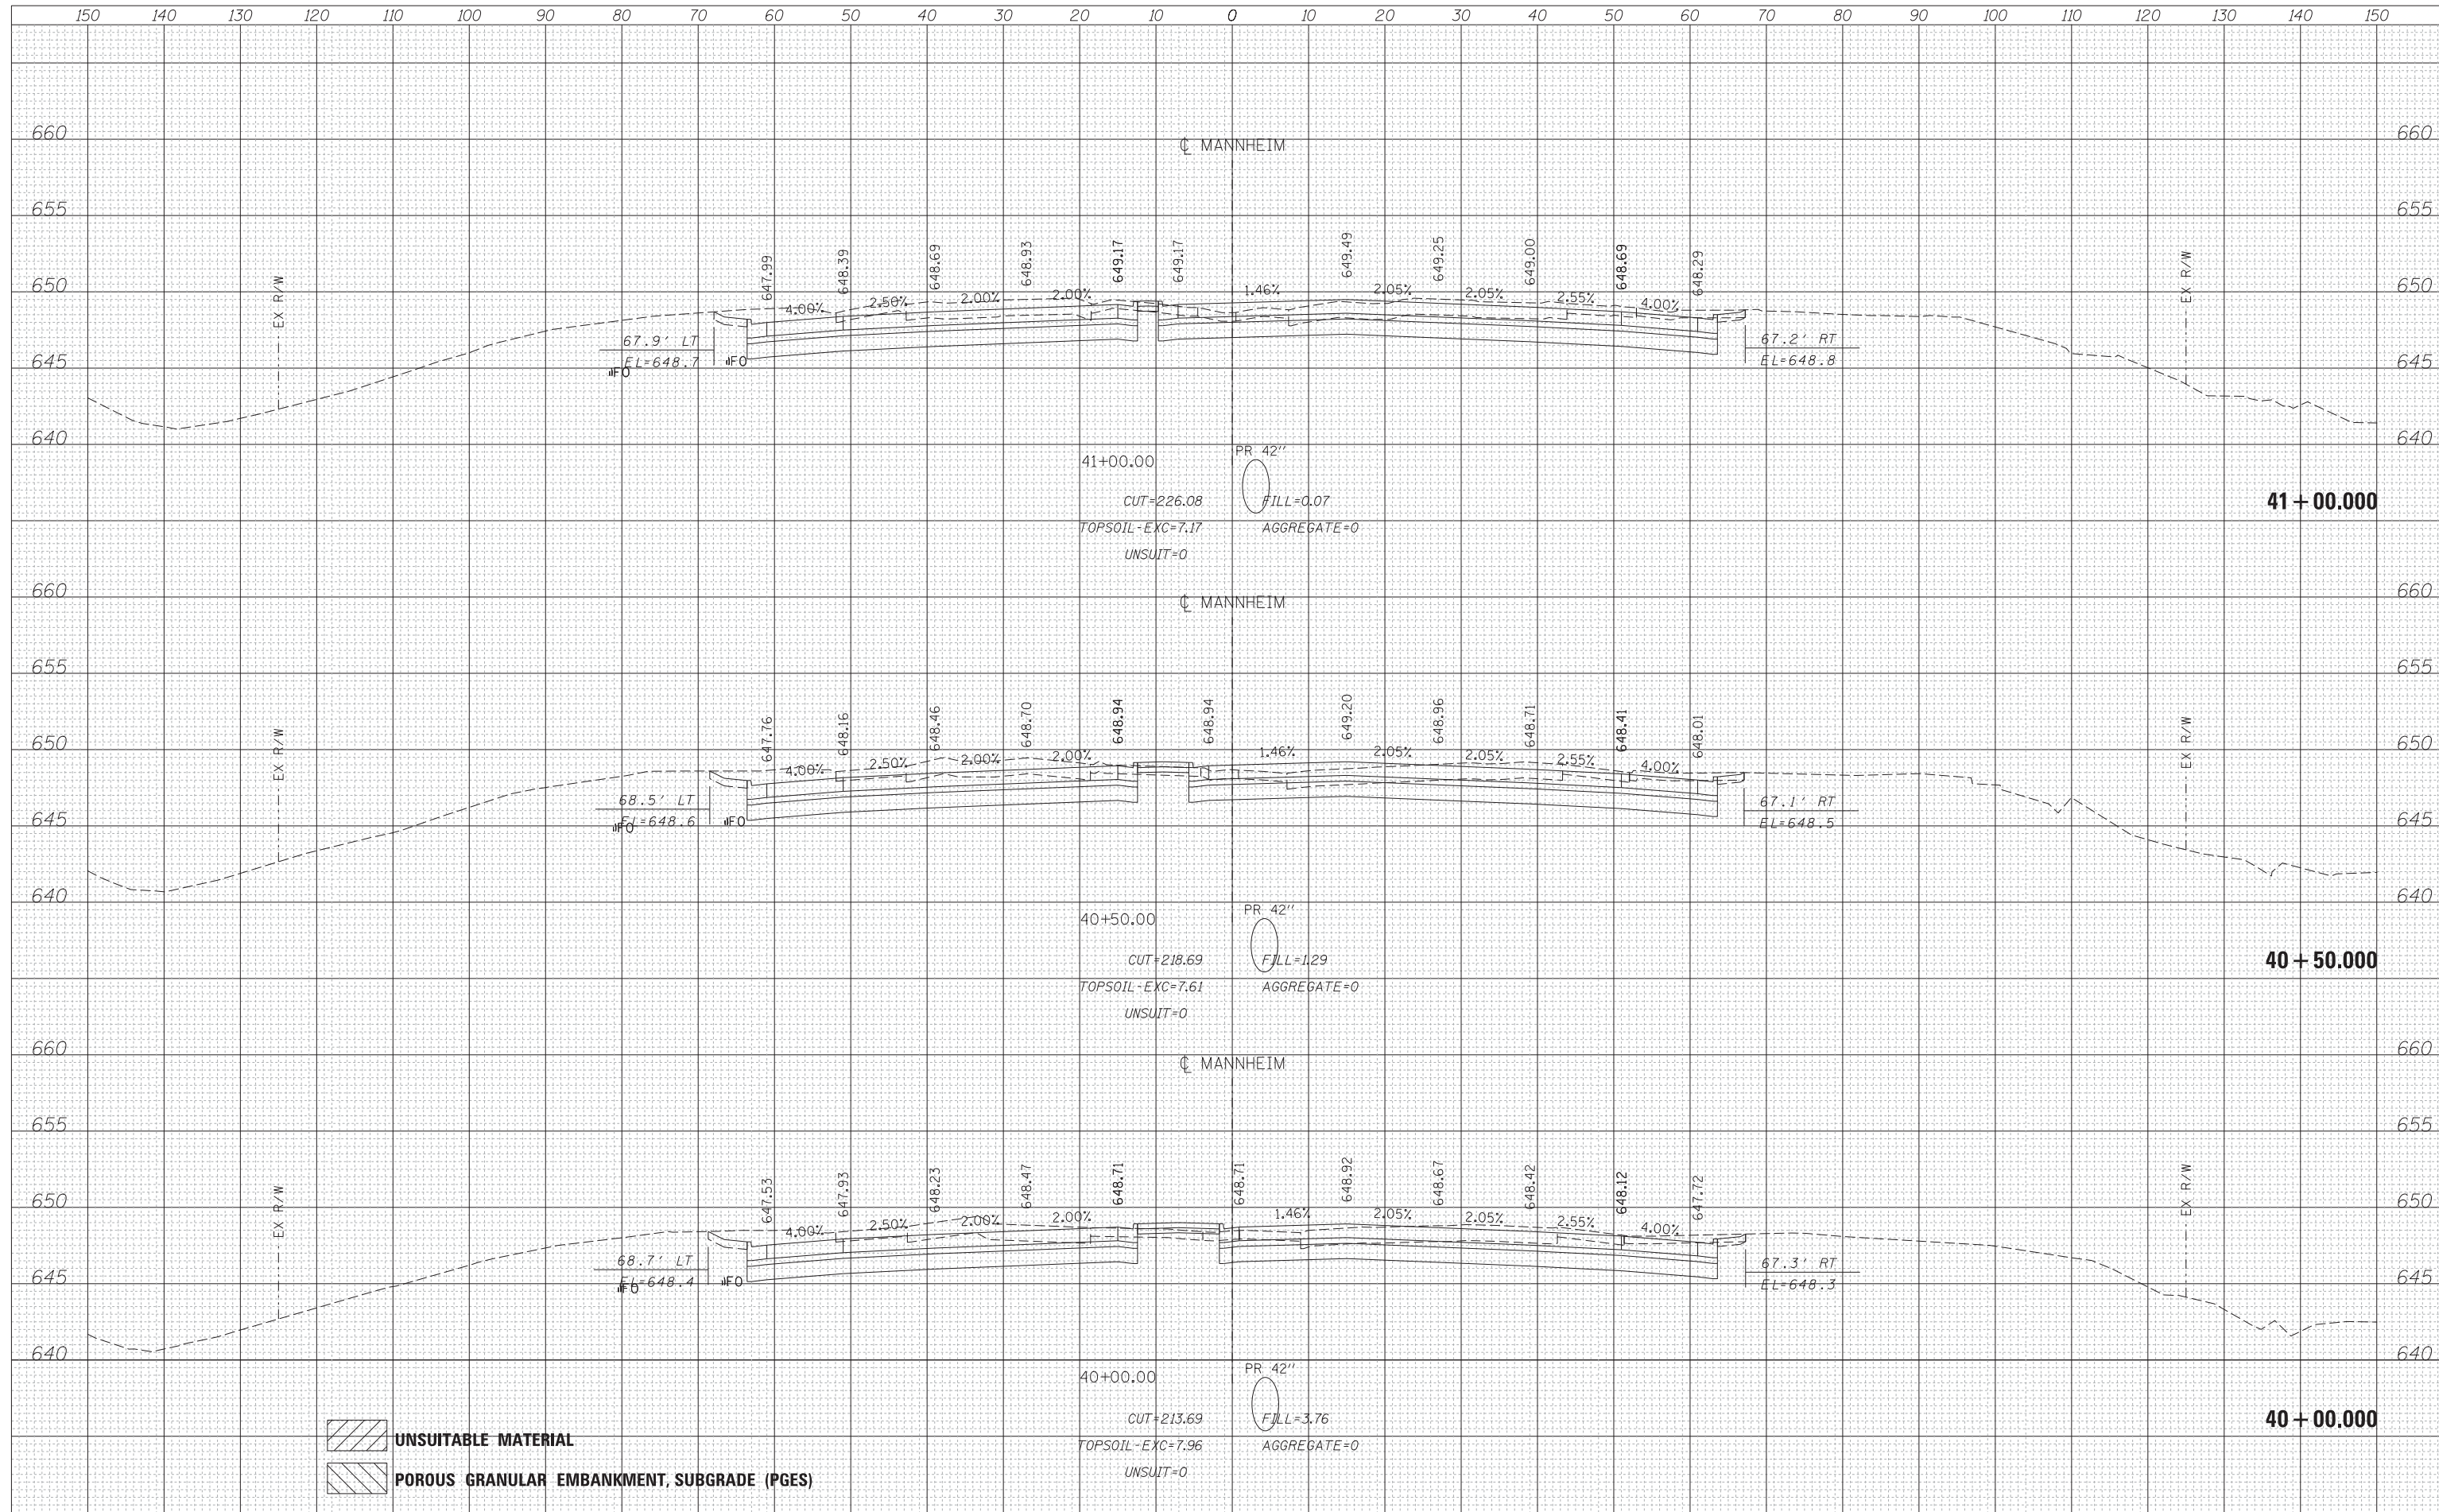 150 140 130 120 110 100 90 80 70 60 50 40 30 20 10 0 10 20 30 40 50 60 70 80 90 100 110 120 130 140 150
660 660
℄ MANNHEIM
655 655
EX R/W 647.99 648.39 648.69 648.93 649.17 649.17 649.49 649.25 649.00 648.69 648.29 EX R/W
650 650
4.00% 2.50% 2.00% 2.00% 1.46% 2.05% 2.05% 2.55% 4.00%
67.9' LT 67.2' RT
EL=648.7 FO EL=648.8
645 FO 645
640 640
PR 42"
41+00.00
CUT=226.08 FILL=0.07 41+00.000
TOPSOIL-EXC=7.17 AGGREGATE=0
UNSUIT=0
660 660
℄ MANNHEIM
655 655
EX R/W 647.76 648.16 648.46 648.70 648.94 648.94 649.20 648.96 648.71 648.41 648.01 EX R/W
650 650
4.00% 2.50% 2.00% 2.00% 1.46% 2.05% 2.05% 2.55% 4.00%
68.5' LT 67.1' RT
EL=648.6 FO EL=648.5
645 FO 645
640 640
PR 42"
40+50.00
CUT=218.69 FILL=1.29 40+50.000
TOPSOIL-EXC=7.61 AGGREGATE=0
UNSUIT=0
660 660
℄ MANNHEIM
655 655
EX R/W 647.53 647.93 648.23 648.47 648.71 648.71 648.92 648.67 648.42 648.12 647.72 EX R/W
650 650
4.00% 2.50% 2.00% 2.00% 1.46% 2.05% 2.05% 2.55% 4.00%
68.7' LT 67.3' RT
EL=648.4 FO EL=648.3
645 FO 645
640 640
PR 42"
40+00.00
CUT=213.69 FILL=3.76 40+00.000
UNSUITABLE MATERIAL
TOPSOIL-EXC=7.96 AGGREGATE=0
UNSUIT=0
POROUS GRANULAR EMBANKMENT, SUBGRADE (PGES)